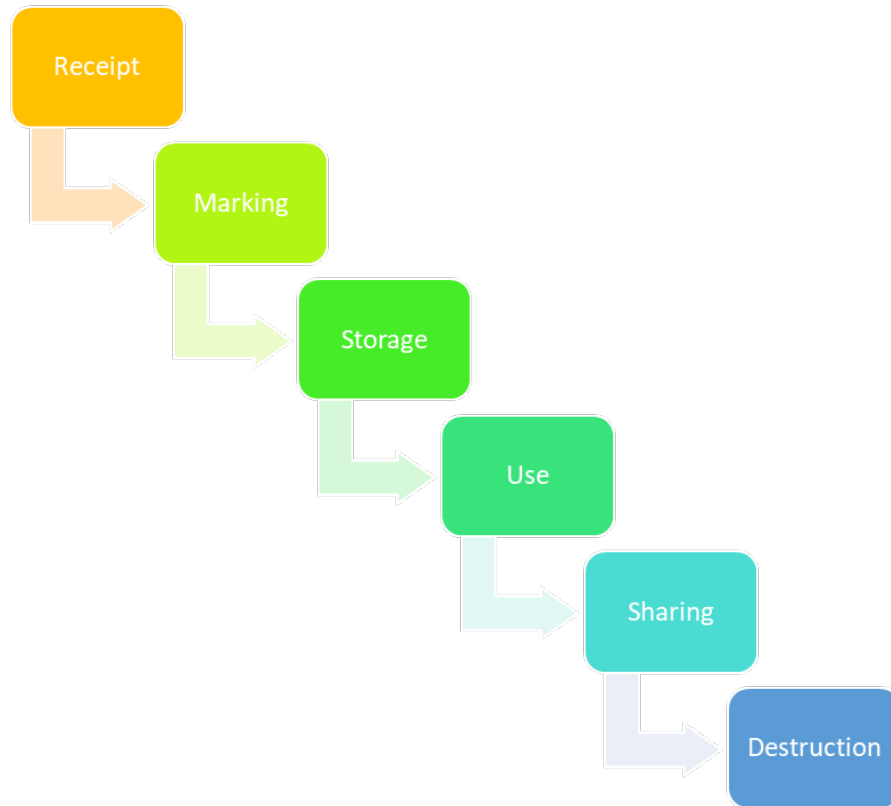 Receipt
Marking
Storage
Use
Sharing
Destruction